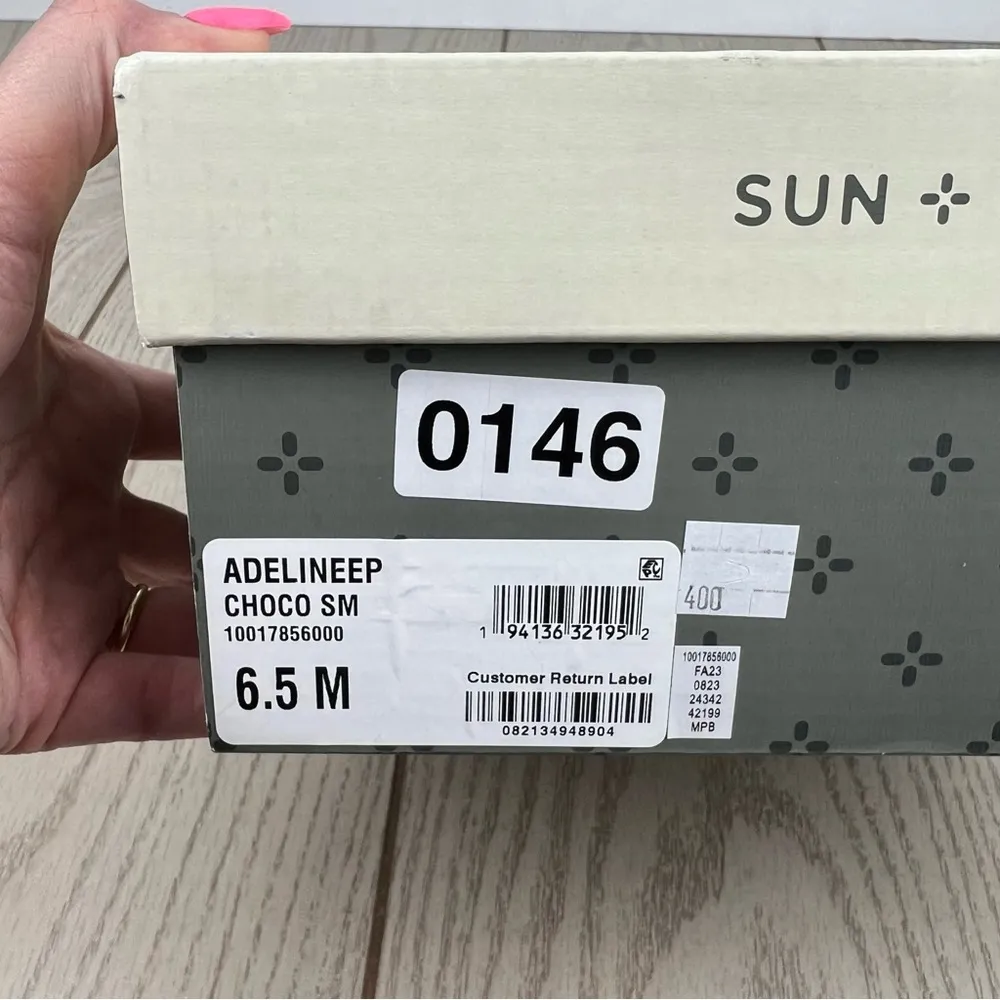 SUN +
0146
ADELINEEP
CHOCO SM
10017856000
6.5 M
1 94136 32195 2
Customer Return Label
082134948904
400
10017856000
FA23
0823
24342
42199
MPB